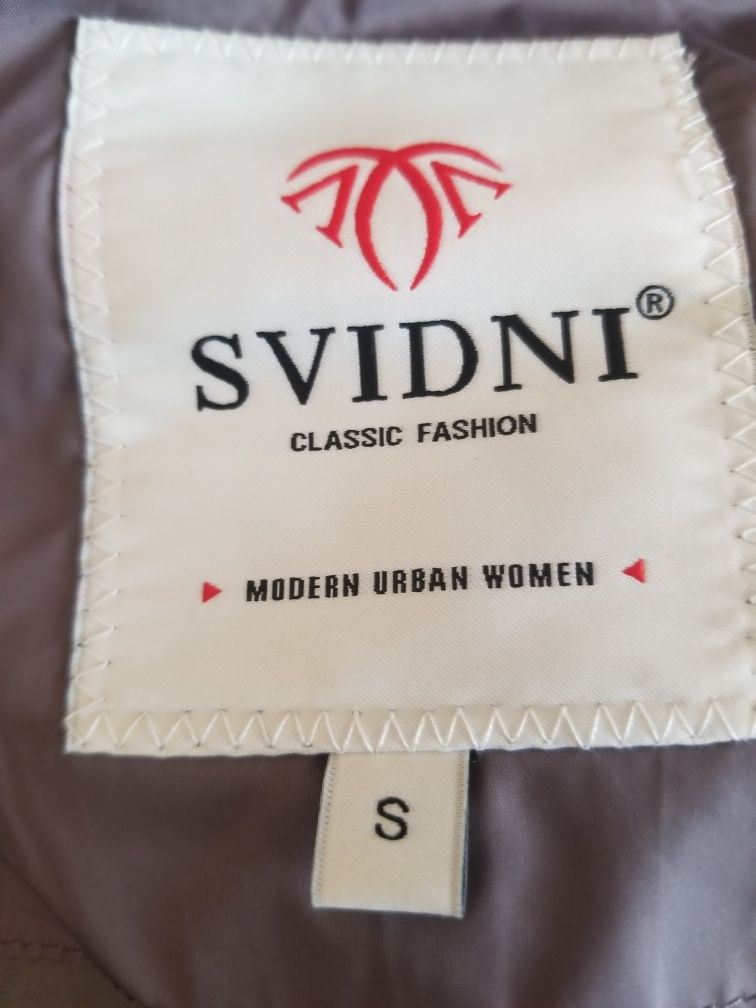 SVIDNI®
CLASSIC FASHION
MODERN URBAN WOMEN
S